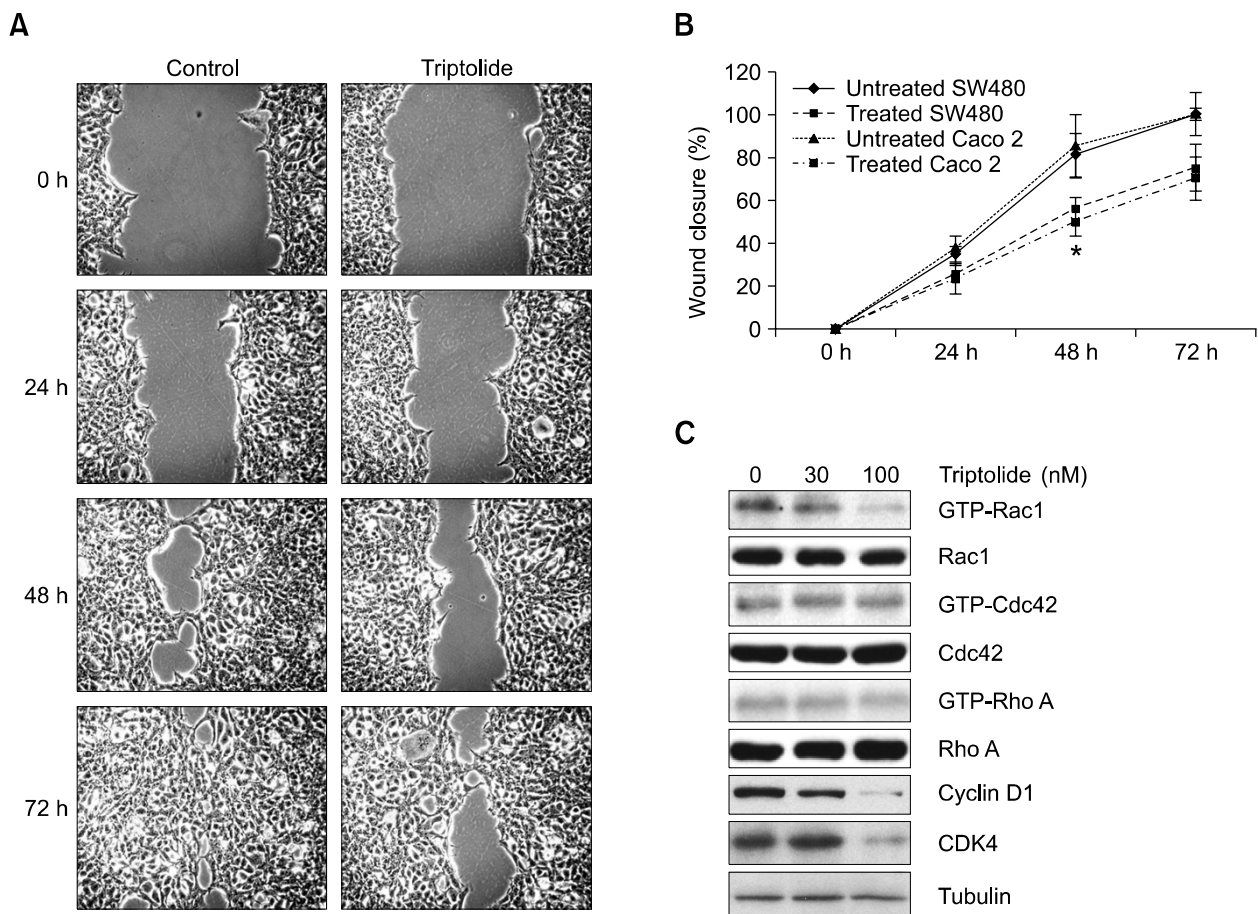 A
Control Triptolide
0 h
24 h
48 h
72 h
B
120
100
80
60
40
20
0
Wound closure (%)
Untreated SW480
Treated SW480
Untreated Caco 2
Treated Caco 2
*
0 h 24 h 48 h 72 h
C
0 30 100 Triptolide (nM)
GTP-Rac1
Rac1
GTP-Cdc42
Cdc42
GTP-Rho A
Rho A
Cyclin D1
CDK4
Tubulin